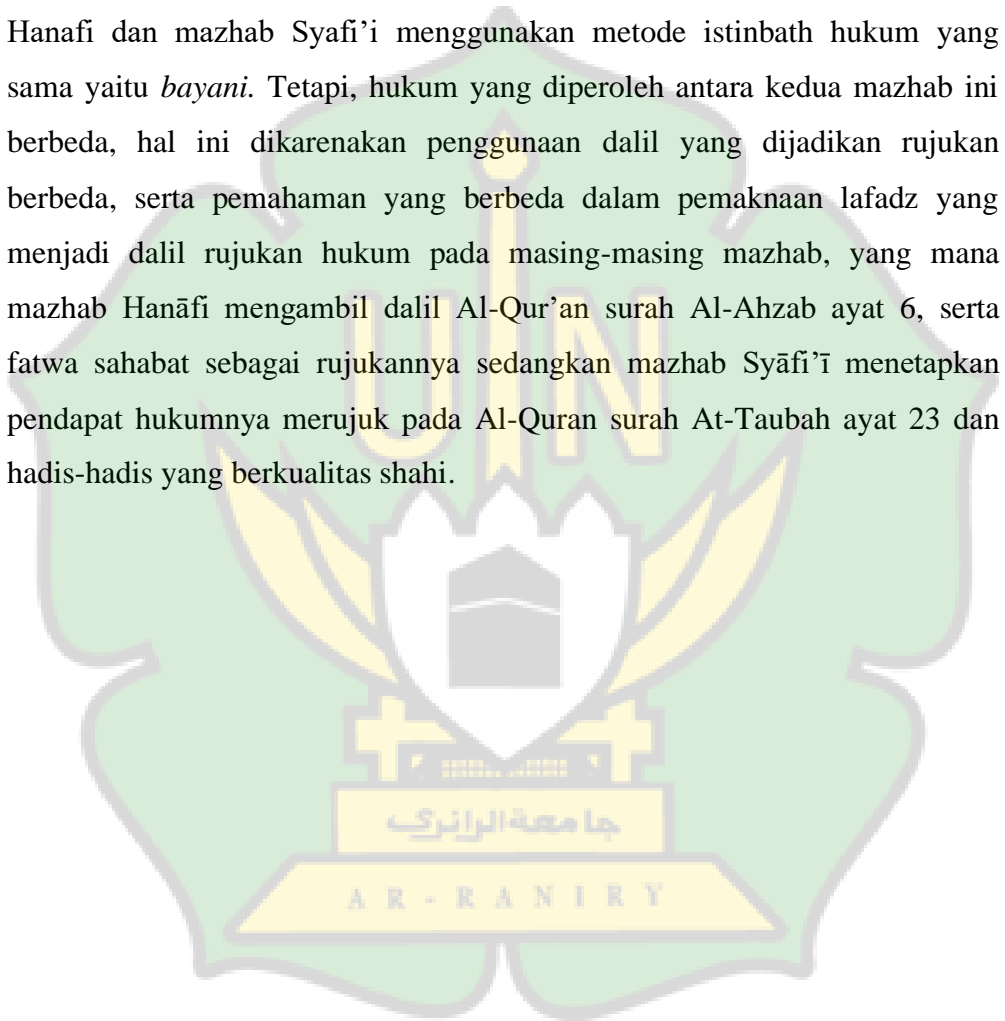 Hanafi dan mazhab Syafi’i menggunakan metode istinbath hukum yang
sama yaitu bayani. Tetapi, hukum yang diperoleh antara kedua mazhab ini
berbeda, hal ini dikarenakan penggunaan dalil yang dijadikan rujukan
berbeda, serta pemahaman yang berbeda dalam pemaknaan lafadz yang
menjadi dalil rujukan hukum pada masing-masing mazhab, yang mana
mazhab Hanāfi mengambil dalil Al-Qur’an surah Al-Ahzab ayat 6, serta
fatwa sahabat sebagai rujukannya sedangkan mazhab Syāfi’ī menetapkan
pendapat hukumnya merujuk pada Al-Quran surah At-Taubah ayat 23 dan
hadis-hadis yang berkualitas shahi.
UIN
جامعة الرانري
AR-RANIRY